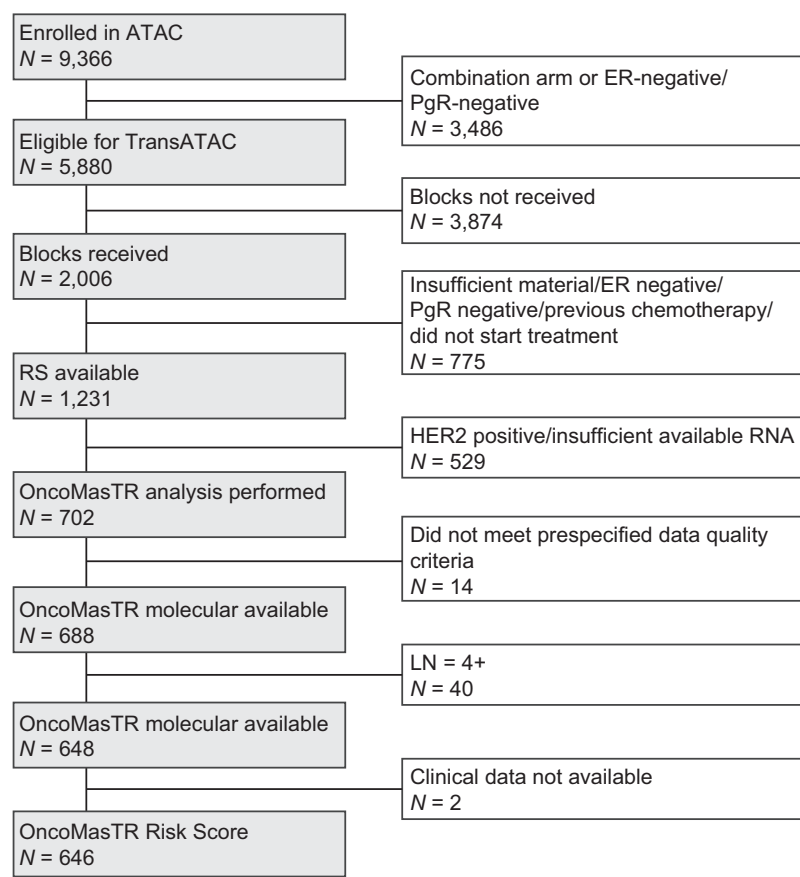 Enrolled in ATAC
N = 9,366
Combination arm or ER-negative/
PgR-negative
N = 3,486
Eligible for TransATAC
N = 5,880
Blocks not received
N = 3,874
Blocks received
N = 2,006
Insufficient material/ER negative/
PgR negative/previous chemotherapy/
did not start treatment
N = 775
RS available
N = 1,231
HER2 positive/insufficient available RNA
N = 529
OncoMasTR analysis performed
N = 702
Did not meet prespecified data quality
criteria
N = 14
OncoMasTR molecular available
N = 688
LN = 4+
N = 40
OncoMasTR molecular available
N = 648
Clinical data not available
N = 2
OncoMasTR Risk Score
N = 646